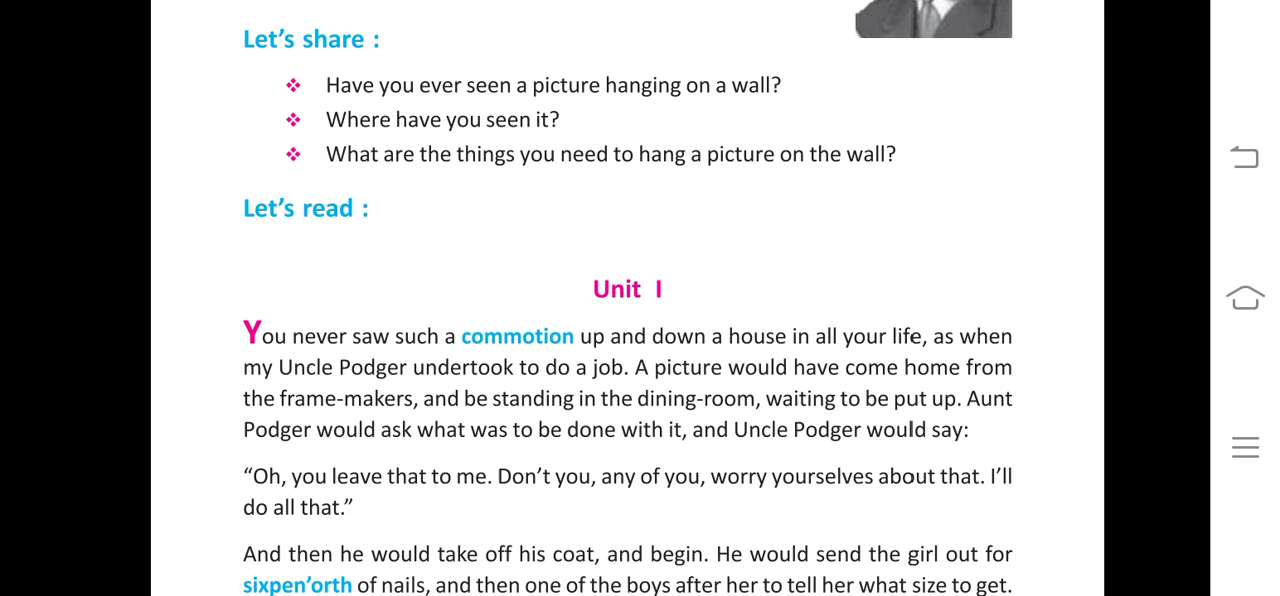 Let’s share :
❖ Have you ever seen a picture hanging on a wall?
❖ Where have you seen it?
❖ What are the things you need to hang a picture on the wall?
Let’s read :
Unit I
You never saw such a commotion up and down a house in all your life, as when
my Uncle Podger undertook to do a job. A picture would have come home from
the frame-makers, and be standing in the dining-room, waiting to be put up. Aunt
Podger would ask what was to be done with it, and Uncle Podger would say:
“Oh, you leave that to me. Don’t you, any of you, worry yourselves about that. I’ll
do all that.”
And then he would take off his coat, and begin. He would send the girl out for
sixpen’orth of nails, and then one of the boys after her to tell her what size to get.